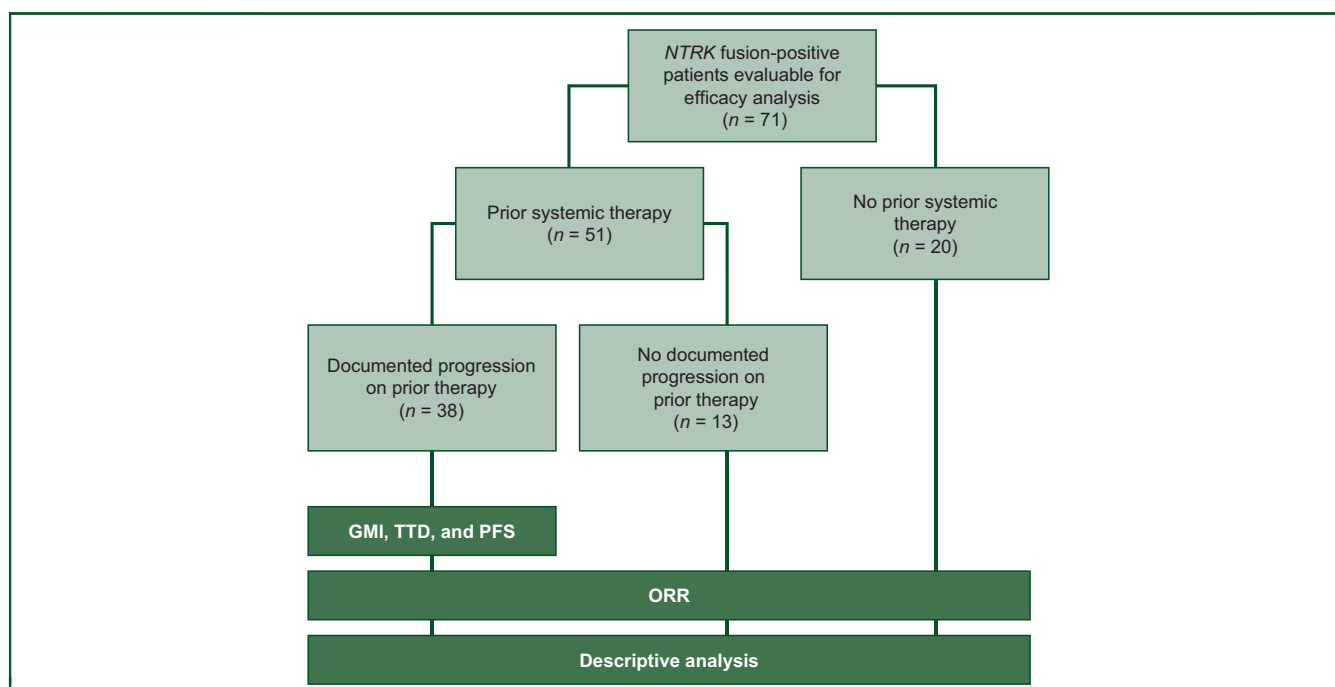 NTRK fusion-positive
patients evaluable for
efficacy analysis
(n = 71)
Prior systemic therapy
(n = 51)
No prior systemic
therapy
(n = 20)
Documented progression
on prior therapy
(n = 38)
No documented
progression on
prior therapy
(n = 13)
GMI, TTD, and PFS
ORR
Descriptive analysis